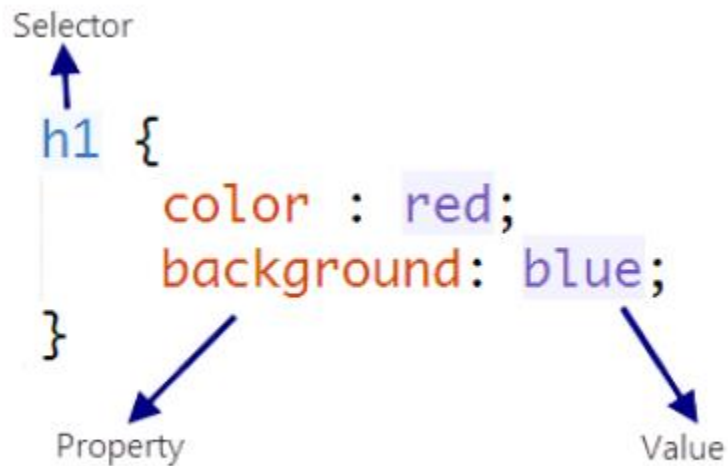 Selector
h1 {
color : red;
background: blue;
}
Property Value